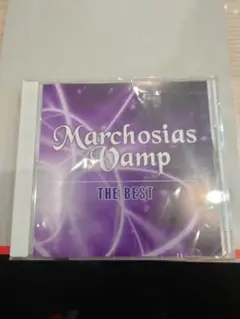 Marchosias
Vamp
THE BEST